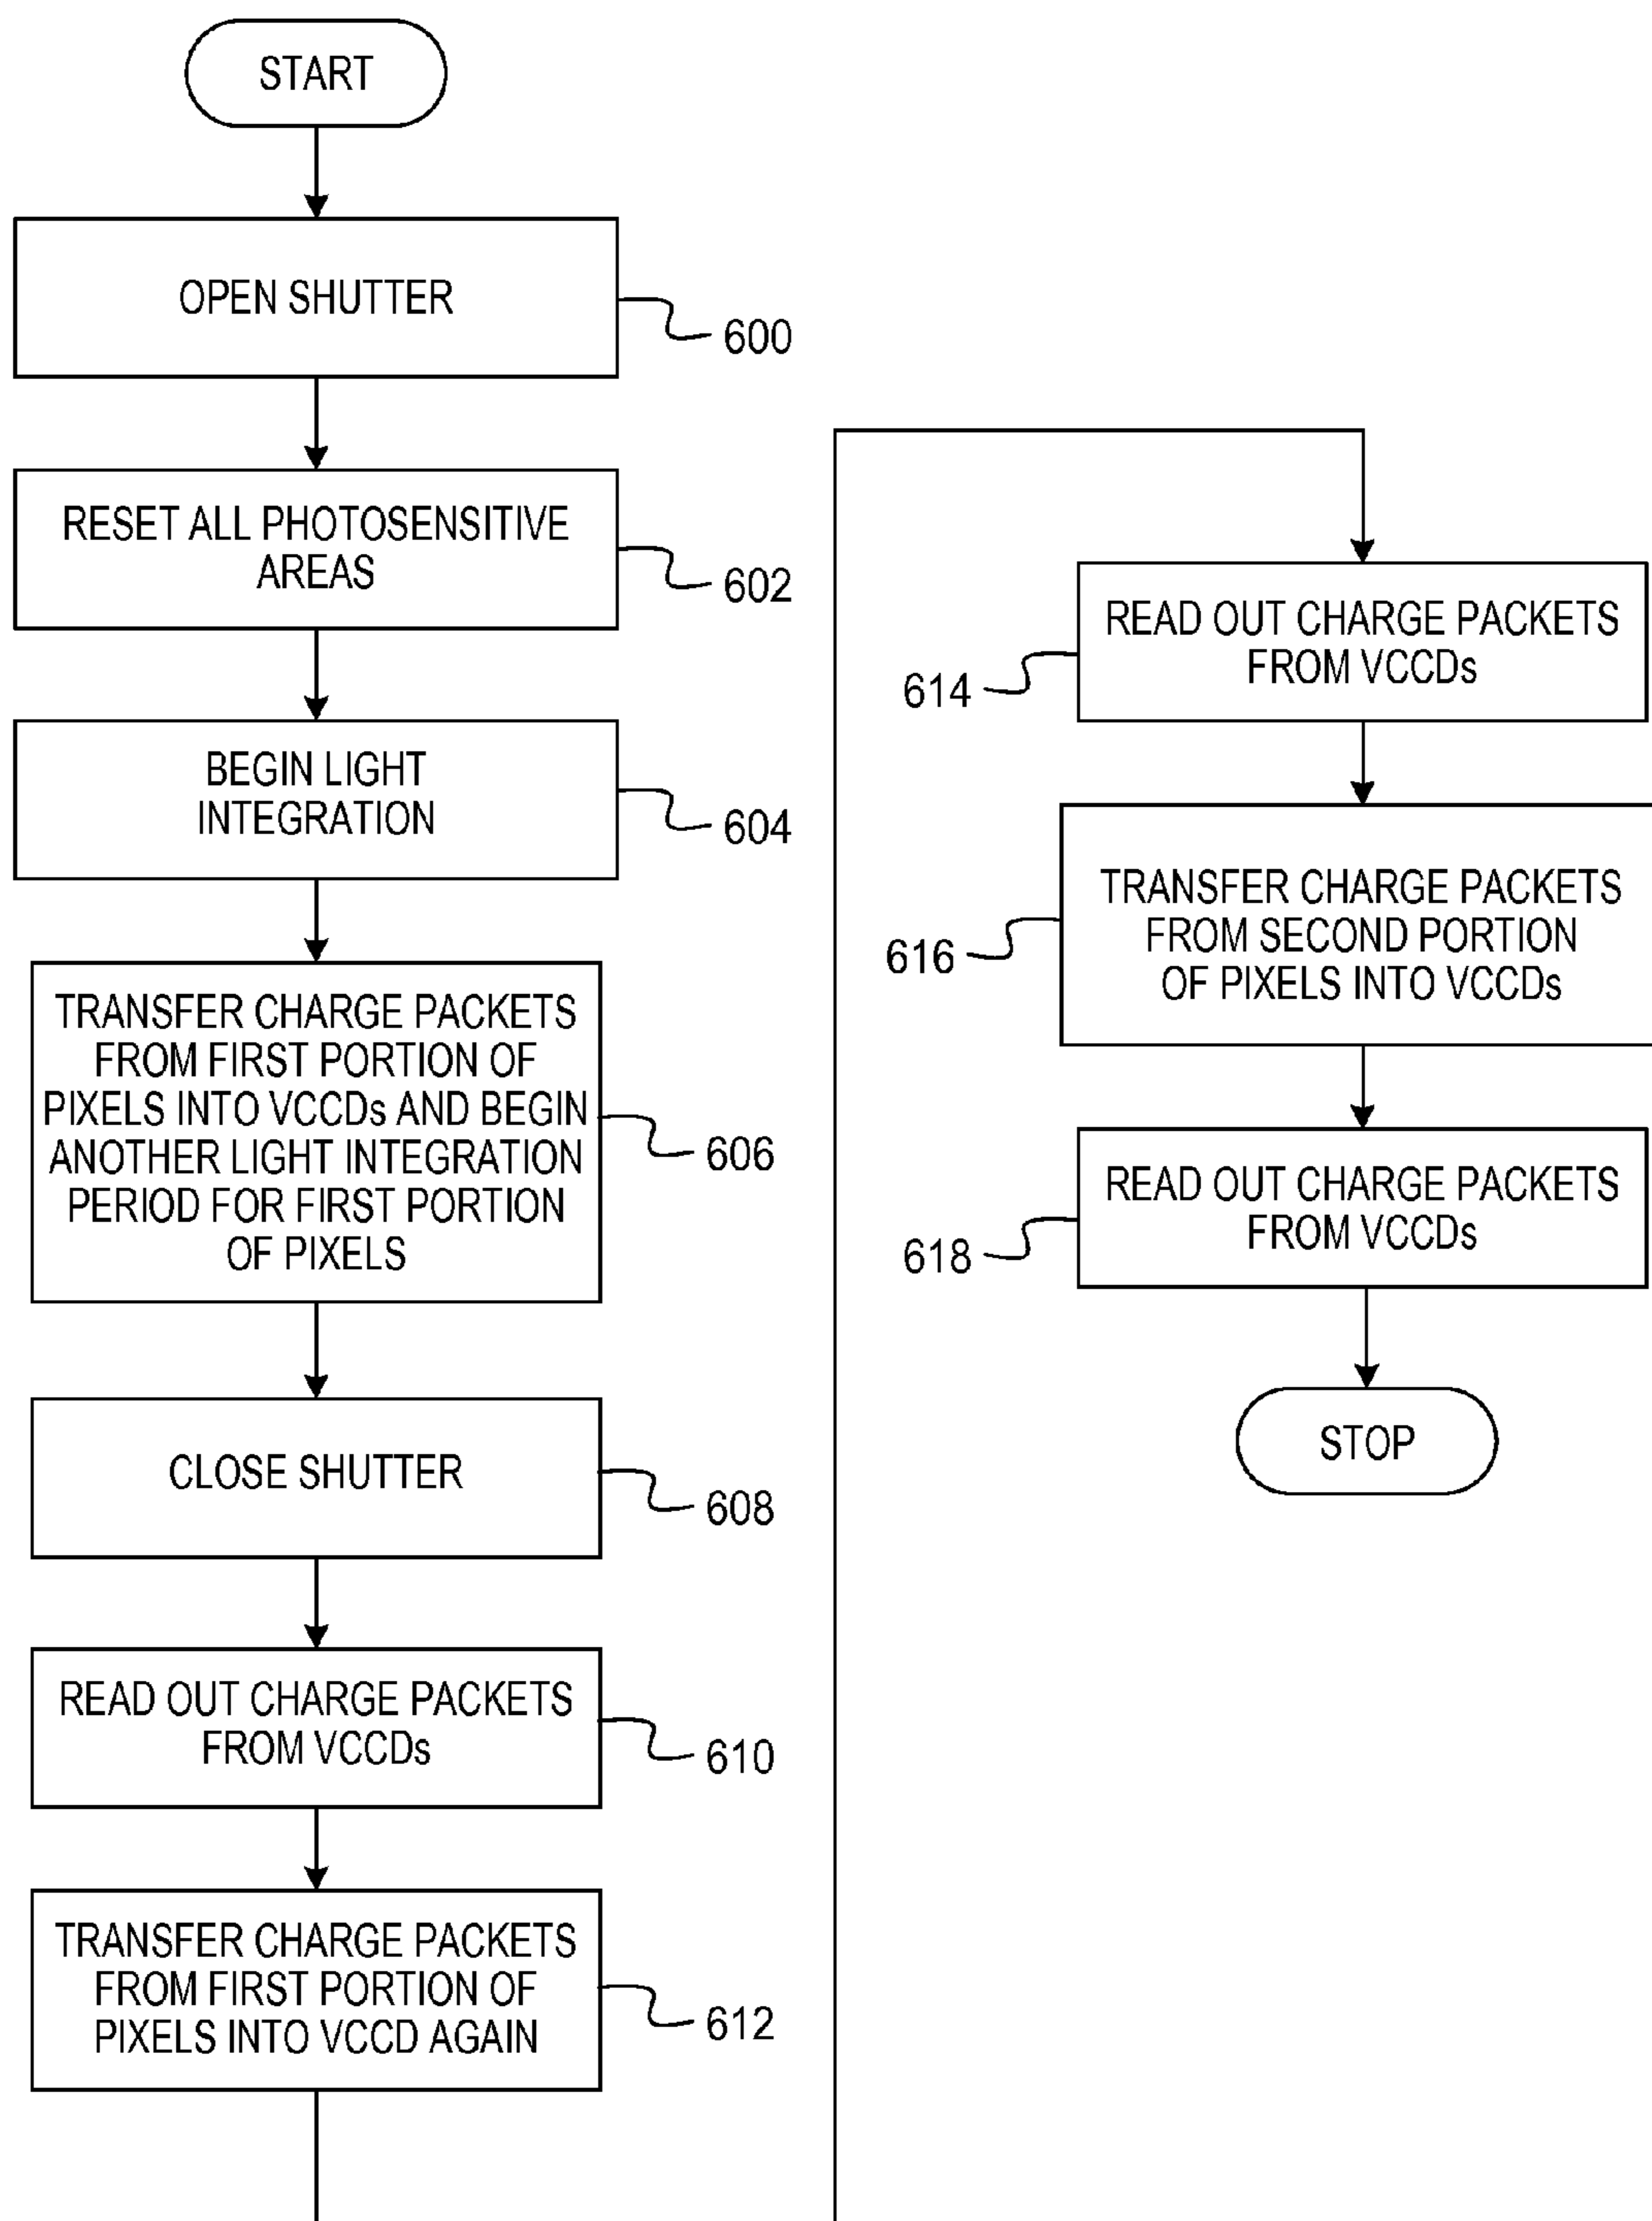 START
OPEN SHUTTER
600
RESET ALL PHOTOSENSITIVE
AREAS
602
BEGIN LIGHT
INTEGRATION
604
TRANSFER CHARGE PACKETS
FROM FIRST PORTION OF
PIXELS INTO VCCDs AND BEGIN
ANOTHER LIGHT INTEGRATION
PERIOD FOR FIRST PORTION
OF PIXELS
606
CLOSE SHUTTER
608
READ OUT CHARGE PACKETS
FROM VCCDs
610
TRANSFER CHARGE PACKETS
FROM FIRST PORTION OF
PIXELS INTO VCCD AGAIN
612
READ OUT CHARGE PACKETS
FROM VCCDs
614
TRANSFER CHARGE PACKETS
FROM SECOND PORTION
OF PIXELS INTO VCCDs
616
READ OUT CHARGE PACKETS
FROM VCCDs
618
STOP